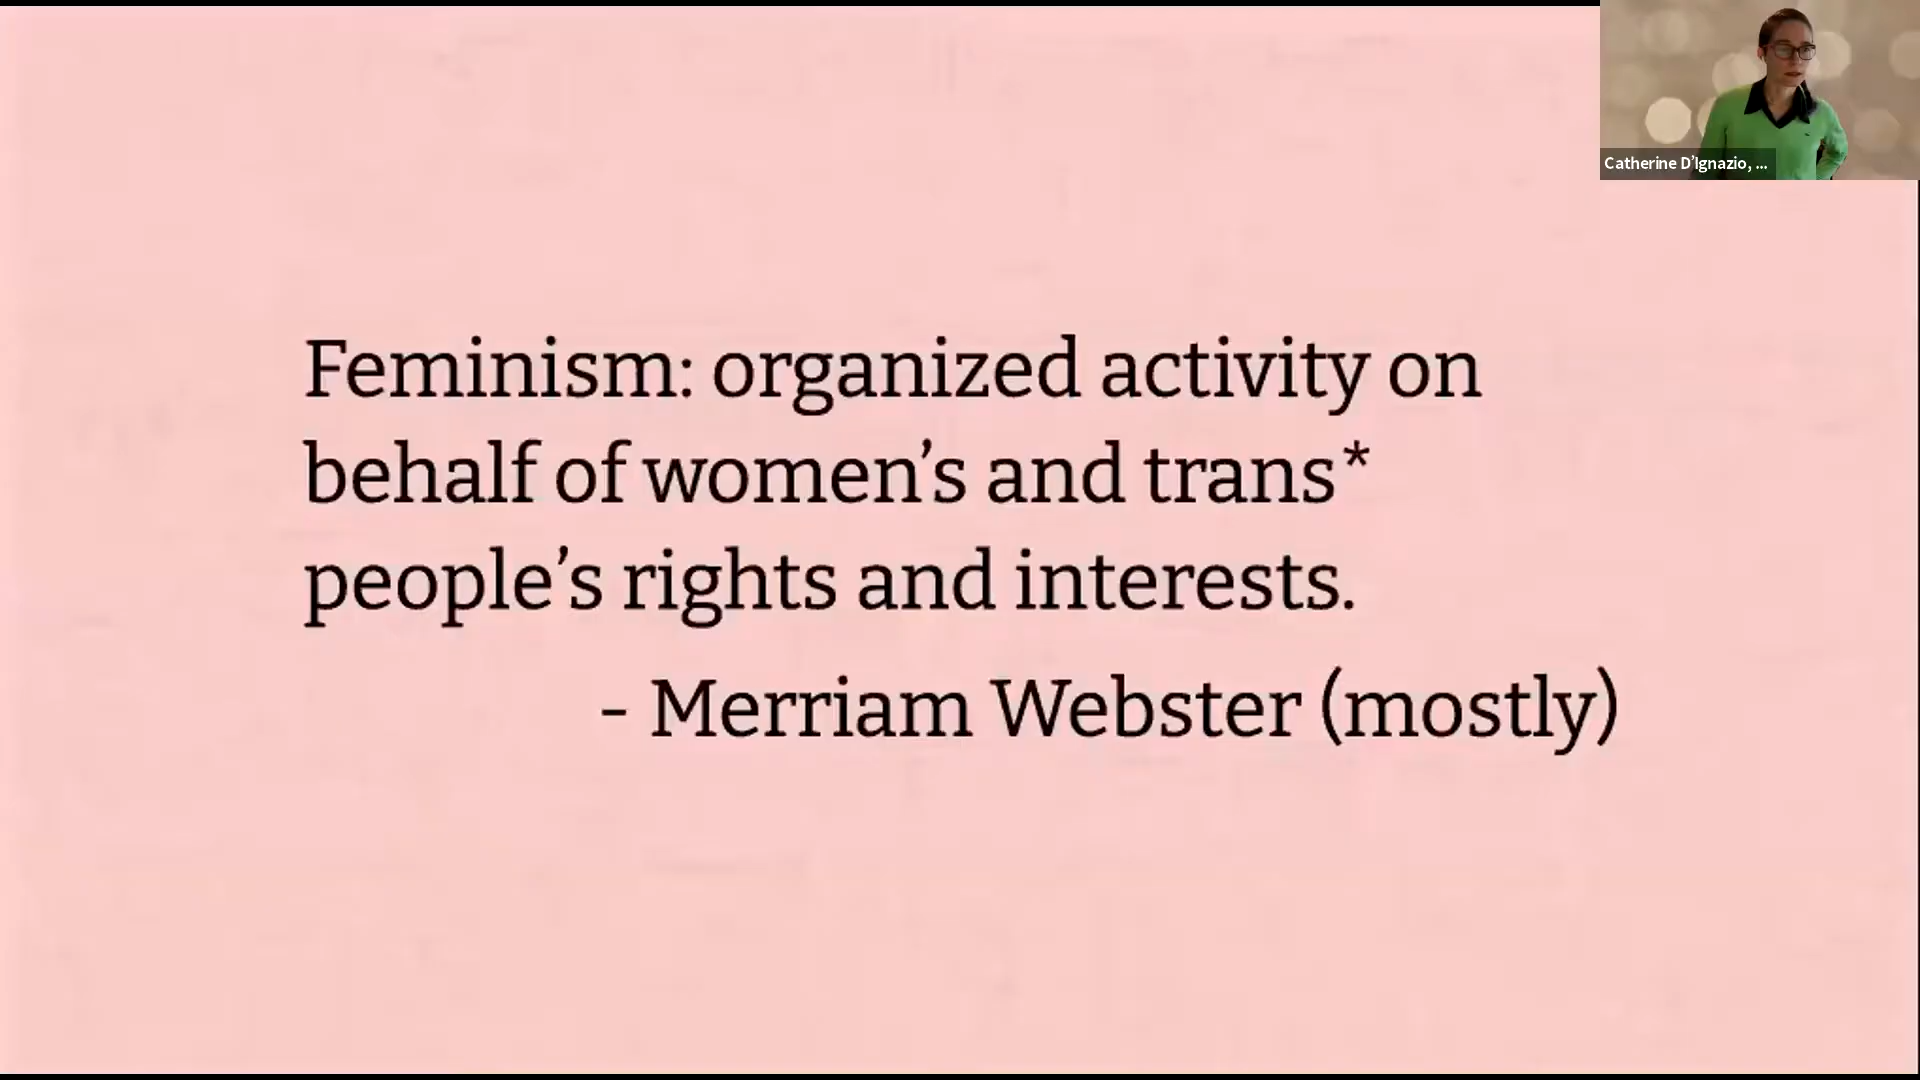 Feminism: organized activity on
behalf of women’s and trans*
people’s rights and interests.
- Merriam Webster (mostly)
Catherine D’Ignazio, ...